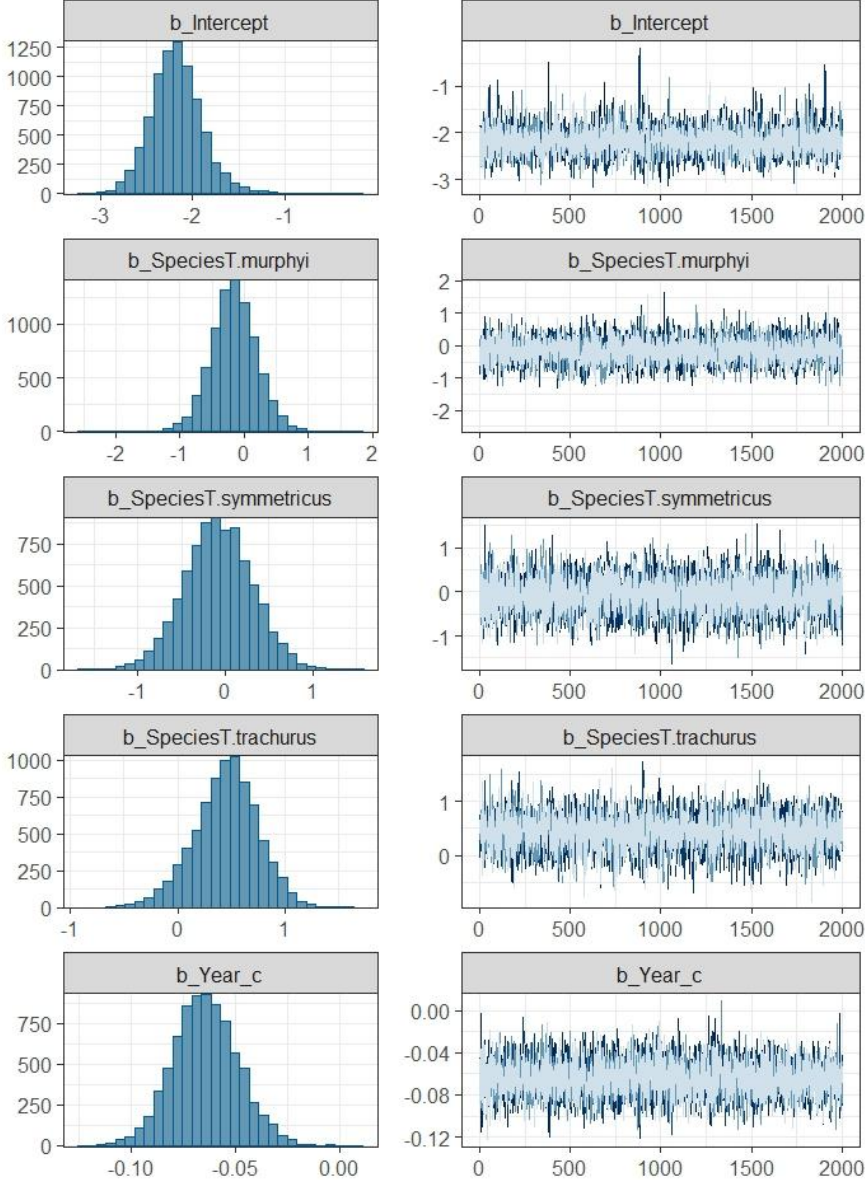 b_Intercept
1250
1000
750
500
250
0
-3 -2 -1
b_Intercept
-1
-2
-3
0 500 1000 1500 2000
b_SpeciesT.murphyi
1000
500
0
-2 -1 0 1 2
b_SpeciesT.murphyi
2
1
0
-1
-2
0 500 1000 1500 2000
b_SpeciesT.symmetricus
750
500
250
0
-1 0 1
b_SpeciesT.symmetricus
1
0
-1
0 500 1000 1500 2000
b_SpeciesT.trachurus
1000
750
500
250
0
-1 0 1
b_SpeciesT.trachurus
1
0
0 500 1000 1500 2000
b_Year_c
750
500
250
0
-0.10 -0.05 0.00
b_Year_c
0.00
-0.04
-0.08
-0.12
0 500 1000 1500 2000